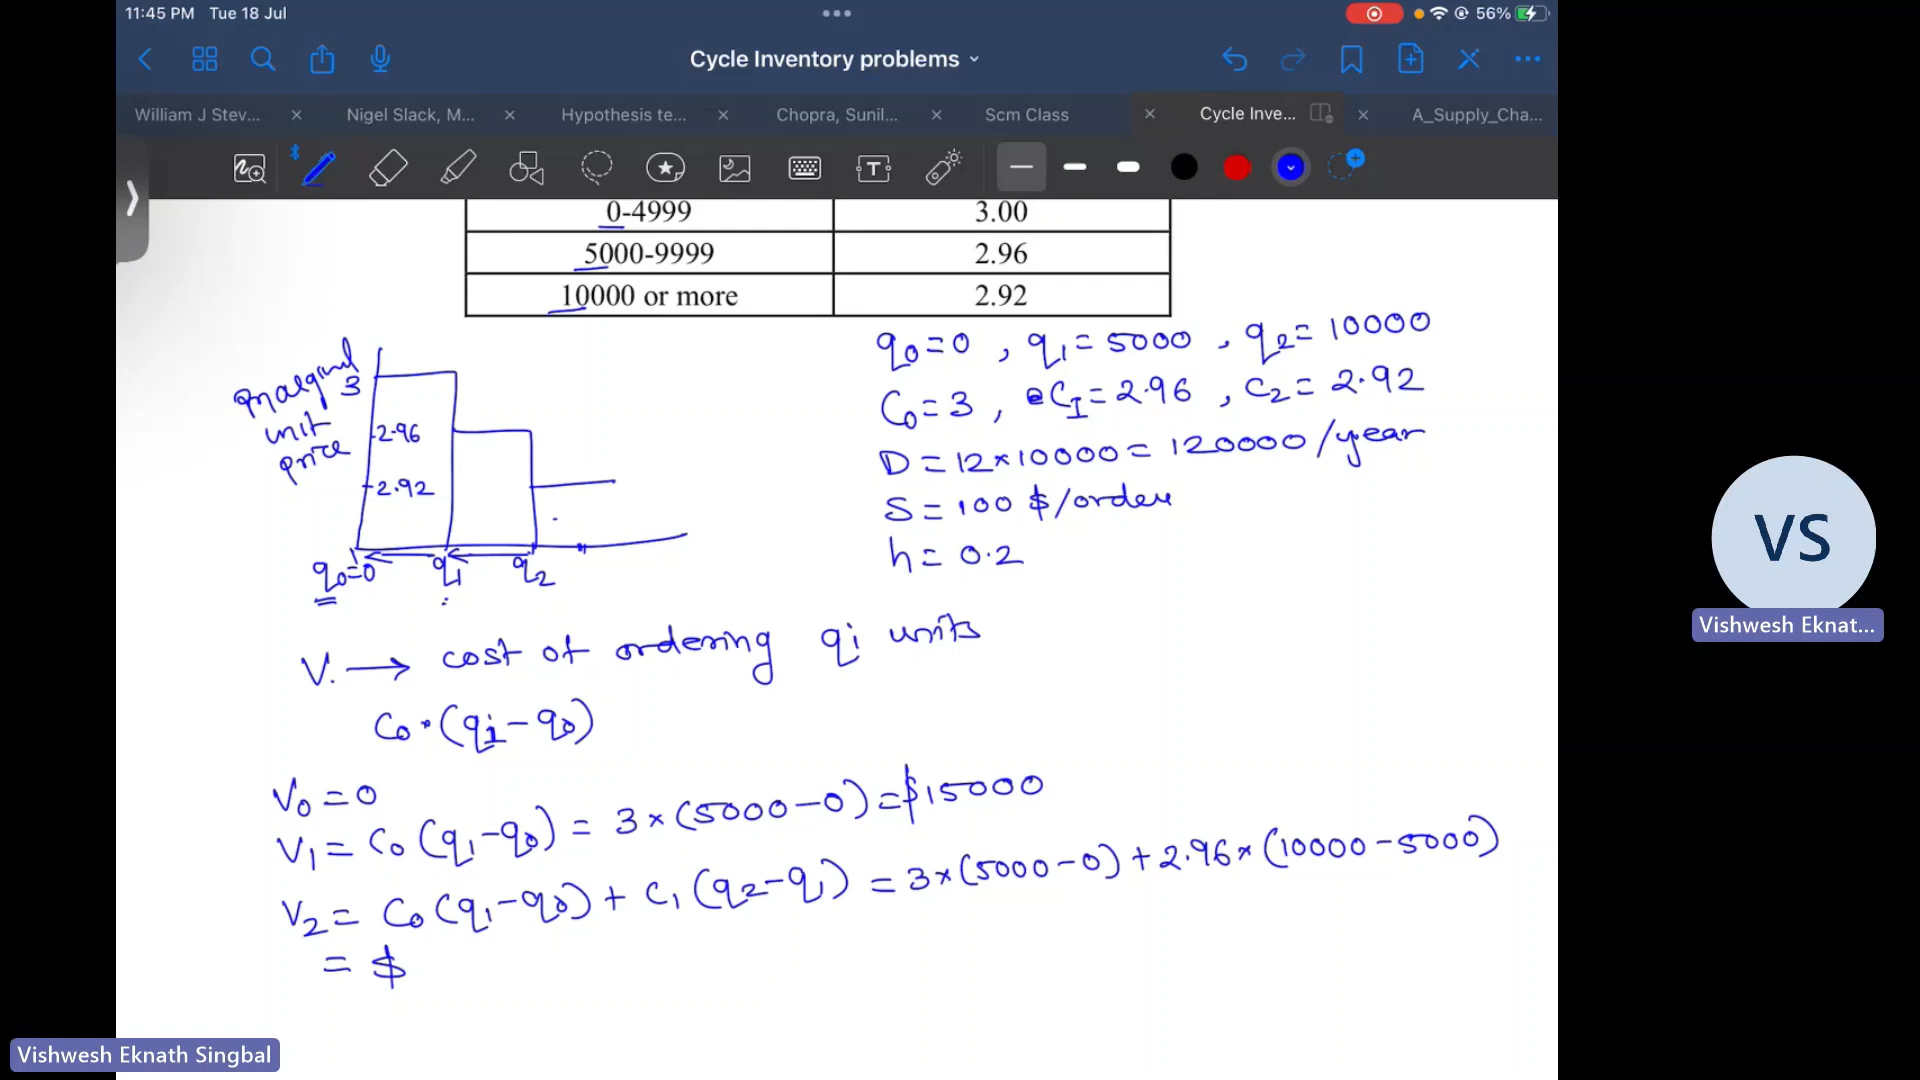 11:45 PM Tue 18 Jul
56%
Cycle Inventory problems
William J Stev...
Nigel Slack, M...
Hypothesis te...
Chopra, Sunil,...
Scm Class
Cycle Inve...
A_Supply_Cha...
0-4999 3.00
5000-9999 2.96
10000 or more 2.92
q0=0 , q1=5000 , q2=10000
C0=3 , C1=2.96 , C2=2.92
D=12×10000=120000/year
S=100 $/order
h=0.2
Marginal
unit
price
3
2.96
2.92
q0=0 q1 q2
V. → cost of ordering qi units
C0.(qi-q0)
V0=0
V1=C0(q1-q0)=3×(5000-0)=$15000
V2=C0(q1-q0)+C1(q2-q1)=3×(5000-0)+2.96×(10000-5000)
=$
VS
Vishwesh Eknat...
Vishwesh Eknath Singbal